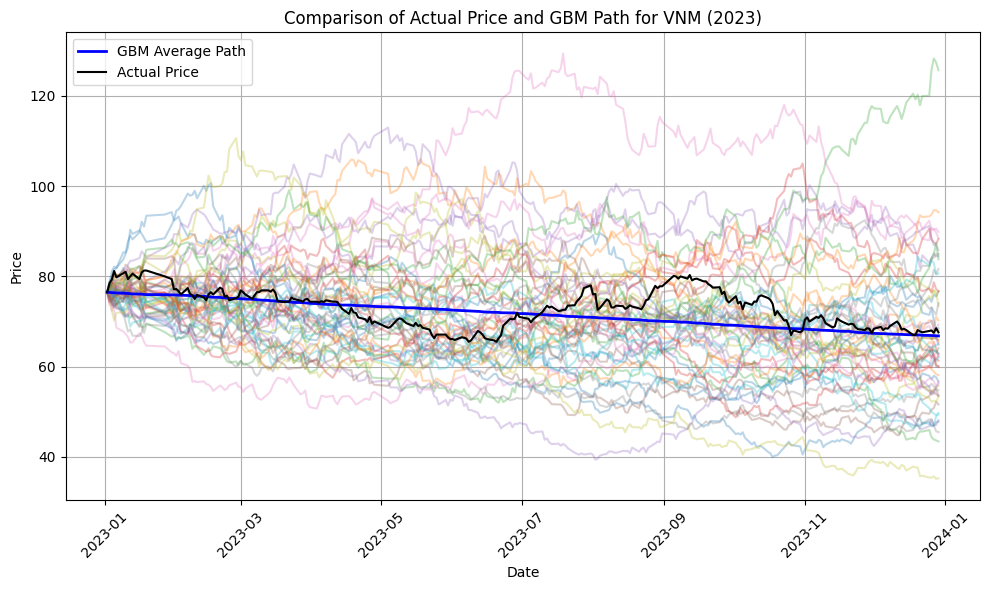 Comparison of Actual Price and GBM Path for VNM (2023)
GBM Average Path
Actual Price
Price
120
100
80
60
40
2023-01
2023-03
2023-05
2023-07
2023-09
2023-11
2024-01
Date